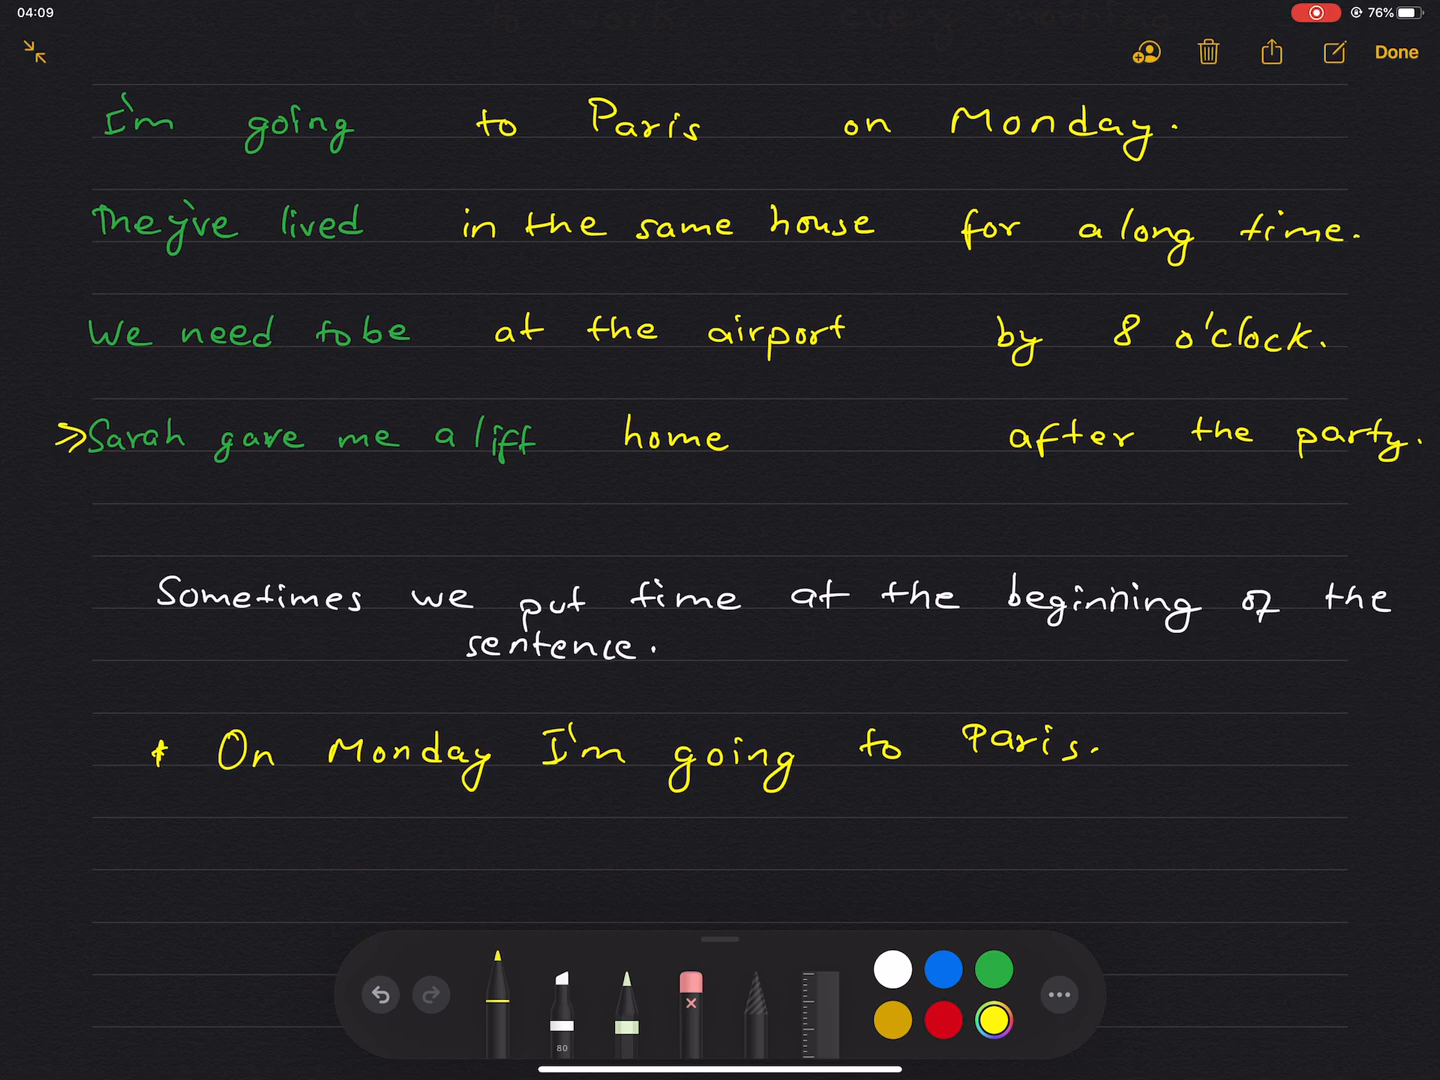 04:09
76%
Done
I'm going to Paris on Monday.
They've lived in the same house for a long time.
We need to be at the airport by 8 o'clock.
⇒ Sarah gave me a lift home after the party.
Sometimes we put time at the beginning of the
sentence.
* On Monday I'm going to Paris.
80